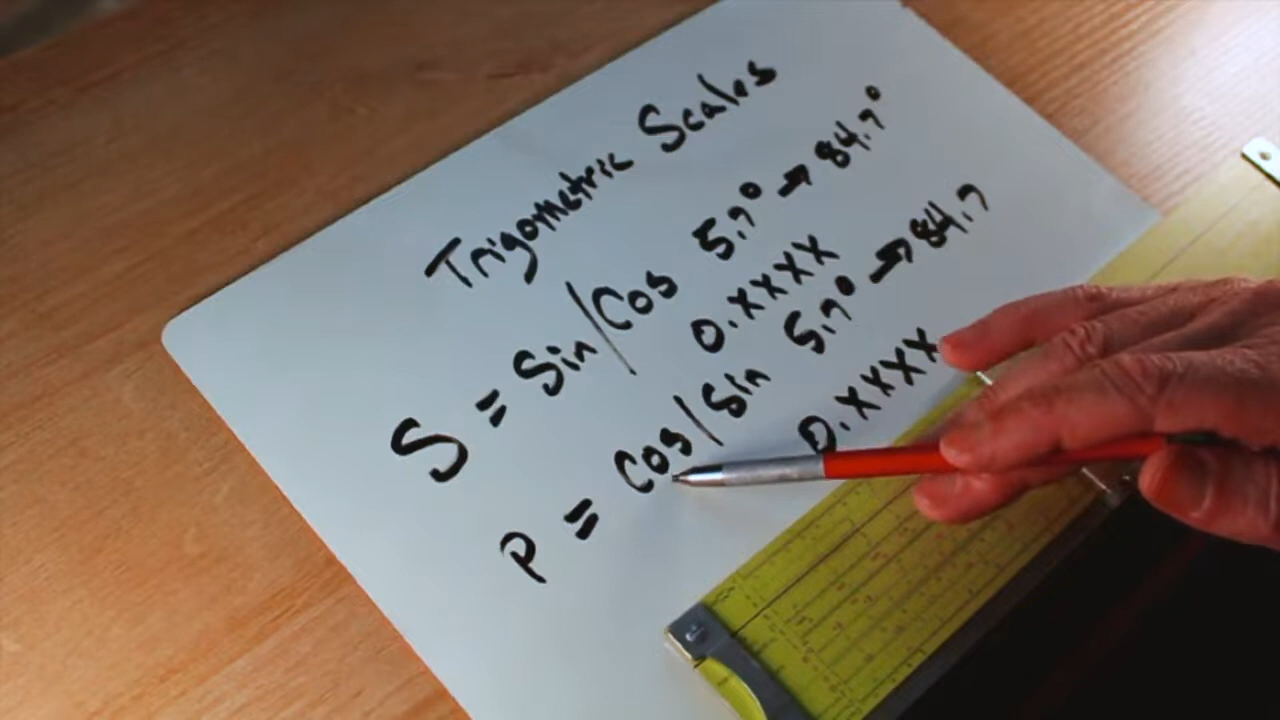 Trigometric Scales
S = Sin/Cos 5.7° → 84.7°
0.XXXX
P = Cos/Sin 5.7° → 84.7
0.XXXX